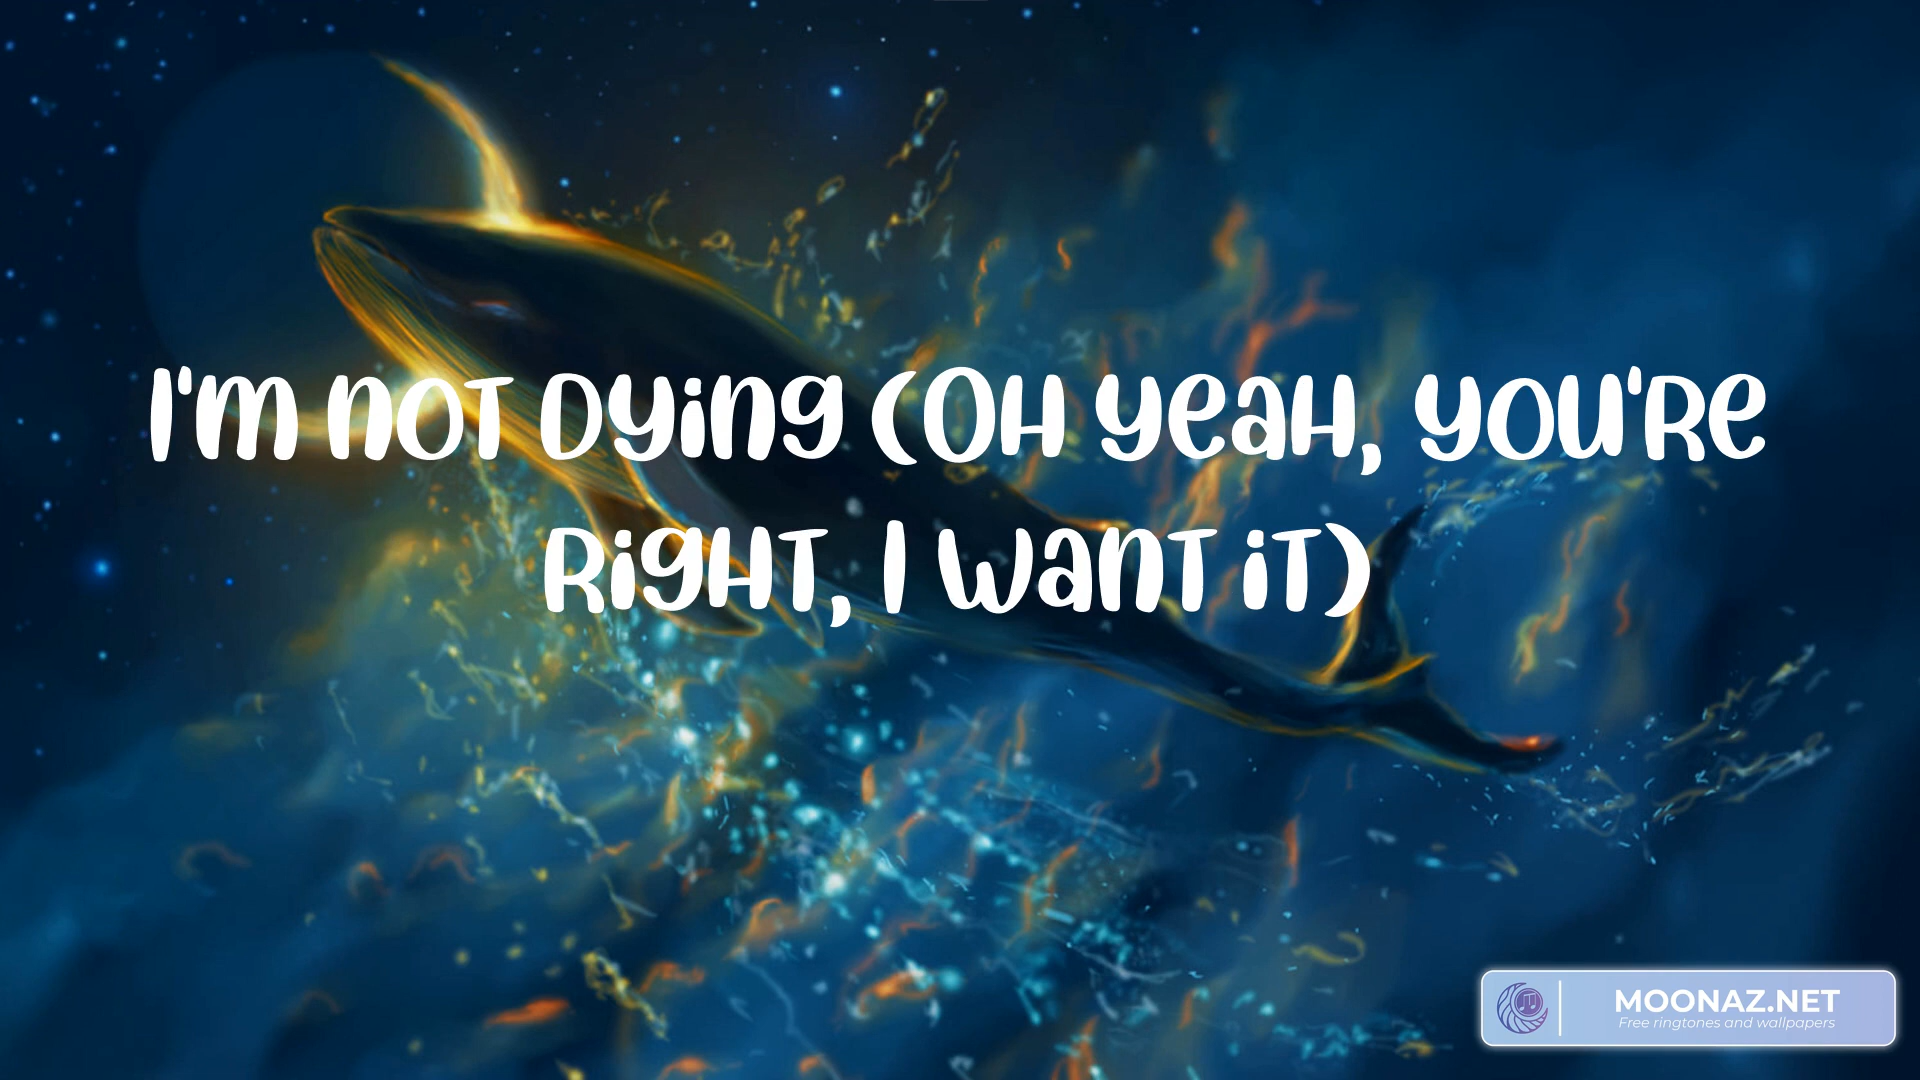 I'm not dying (Oh yeah, you're
right, I want it)
MOONAZ.NET
Free ringtones and wallpapers